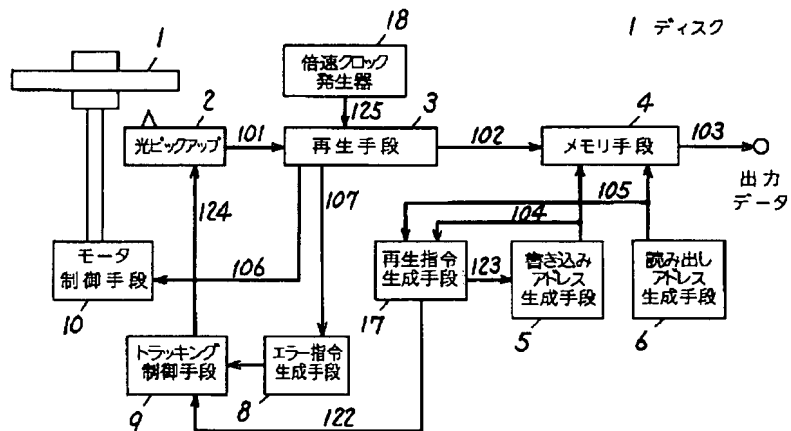 18
1 ディスク
1
倍速クロック
発生器
2
125
3
4
光ピックアップ
101
再生手段
102
メモリ手段
103
出力
データ
124
107
105
104
106
モータ
制御手段
再生指令
生成手段
123
書き込み
アドレス
生成手段
読み出し
アドレス
生成手段
10
17
5
6
トラッキング
制御手段
エラー指令
生成手段
9
8
122